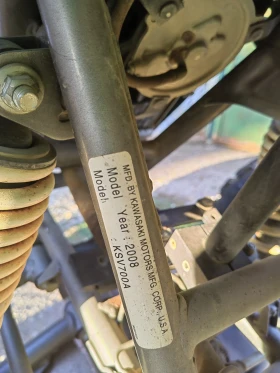 MFD. BY KAWASAKI MOTORS MFG. CORP., U.S.A.
Model Year : 2008
Model: KSV700A